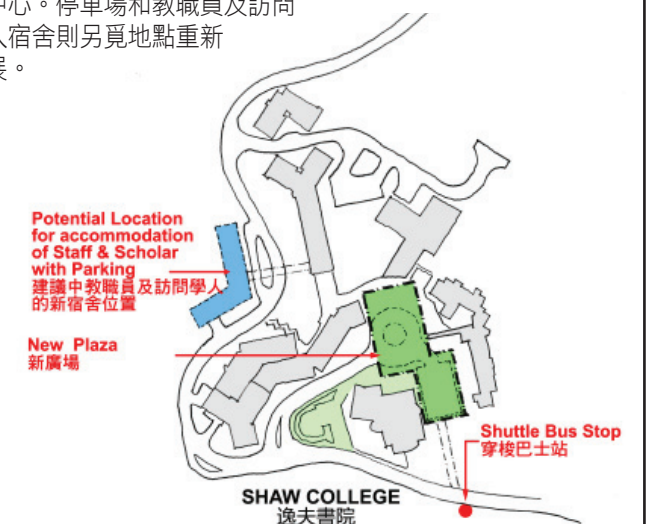 中心。停車場和教職員及訪問
人宿舍則另覓地點重新
展。
Potential Location
for accommodation
of Staff & Scholar
with Parking
建議中教職員及訪問學人
的新宿舍位置
New Plaza
新廣場
Shuttle Bus Stop
穿梭巴士站
SHAW COLLEGE
逸夫書院